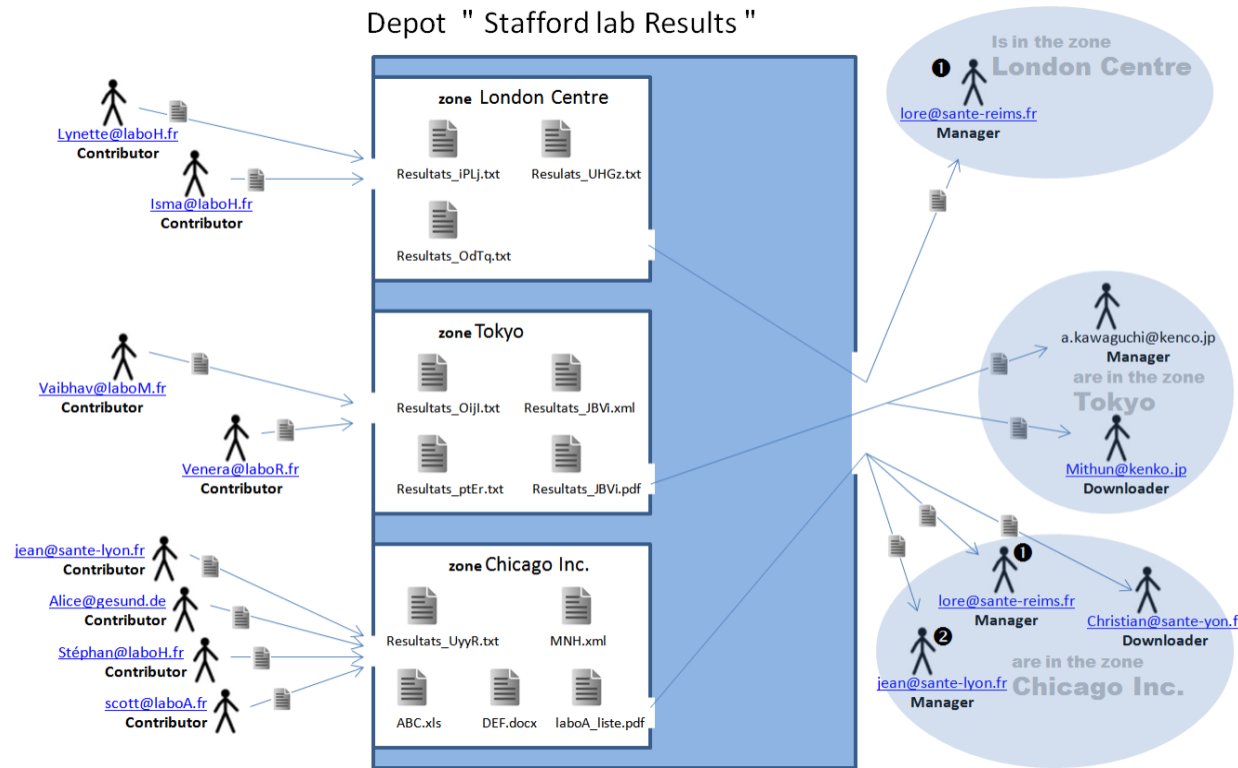 Depot " Stafford lab Results "
Lynette@laboH.fr
Contributor
Isma@laboH.fr
Contributor
Vaibhav@laboM.fr
Contributor
Venera@laboR.fr
Contributor
jean@sante-lyon.fr
Contributor
Alice@gesund.de
Contributor
Stéphan@laboH.fr
Contributor
scott@laboA.fr
Contributor
zone London Centre
Resultats_iPLj.txt
Resulats_UHGz.txt
Resultats_OdTq.txt
zone Tokyo
Resultats_OijI.txt
Resultats_JBVi.xml
Resultats_ptEr.txt
Resultats_JBVi.pdf
zone Chicago Inc.
Resultats_UyyR.txt
MNH.xml
ABC.xls
DEF.docx
laboA_liste.pdf
Is in the zone
London Centre
❶
lore@sante-reims.fr
Manager
a.kawaguchi@kenco.jp
Manager
are in the zone
Tokyo
Mithun@kenko.jp
Downloader
❶
lore@sante-reims.fr
Manager
Christian@sante-yon.f
Downloader
❷
jean@sante-lyon.fr
Manager
are in the zone
Chicago Inc.